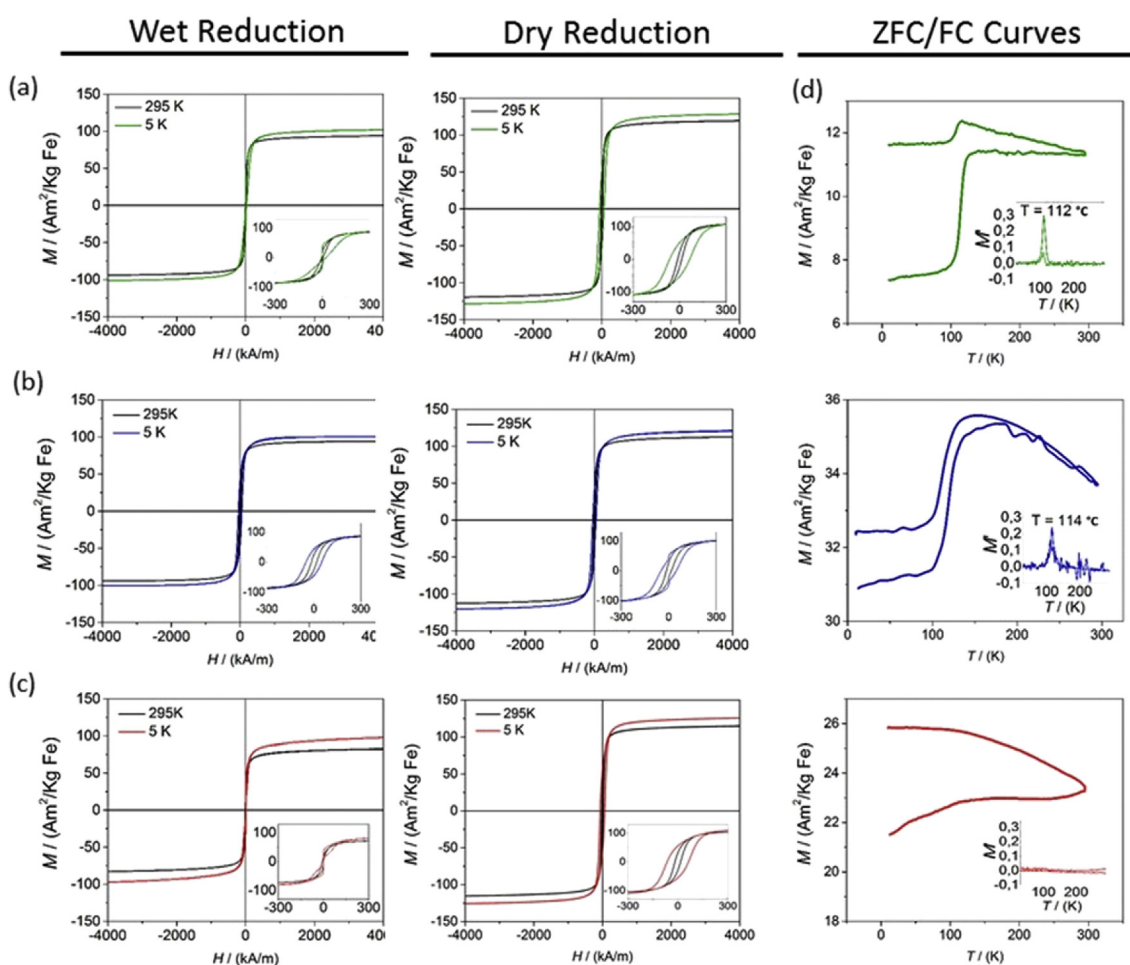 Wet Reduction
Dry Reduction
ZFC/FC Curves
(a)
M / (Am²/Kg Fe)
150
100
50
0
-50
-100
-150
295 K
5 K
100
0
-100
-300 0 300
-4000 -2000 0 2000 40
H / (kA/m)
M / (Am²/Kg Fe)
150
100
50
0
-50
-100
-150
295 K
5 K
100
0
-100
-300 0 300
-4000 -2000 0 2000 4000
H / (kA/m)
(d)
M / (Am²/Kg Fe)
12
10
8
6
T = 112 °C
M'
0,3
0,2
0,1
0,0
-0,1
100 200
T / (K)
0 100 200 300
T / (K)
(b)
M / (Am²/Kg Fe)
150
100
50
0
-50
-100
-150
295K
5 K
100
0
-100
-300 0 300
-4000 -2000 0 2000 40
H / (kA/m)
M / (Am²/Kg Fe)
150
100
50
0
-50
-100
-150
295K
5 K
100
0
-100
-300 0 300
-4000 -2000 0 2000 4000
H / (kA/m)
M / (Am²/Kg Fe)
36
34
32
30
T = 114 °C
M'
0,3
0,2
0,1
0,0
-0,1
100 200
T / (K)
0 50 100 150 200 250 300
T / (K)
(c)
M / (Am²/Kg Fe)
150
100
50
0
-50
-100
-150
295K
5 K
100
0
-100
-300 0 300
-4000 -2000 0 2000 40
H / (kA/m)
M / (Am²/Kg Fe)
150
100
50
0
-50
-100
-150
295K
5 K
100
0
-100
-300 0 300
-4000 -2000 0 2000 4000
H / (kA/m)
M / (Am²/Kg Fe)
26
24
22
20
18
M'
0,3
0,2
0,1
0,0
-0,1
100 200
T / (K)
0 50 100 150 200 250 300
T / (K)